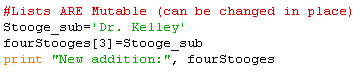 #Lists ARE Mutable (can be changed in place)
Stooge_sub='Dr. Kelley'
fourStooges[3]=Stooge_sub
print "New addition:", fourStooges